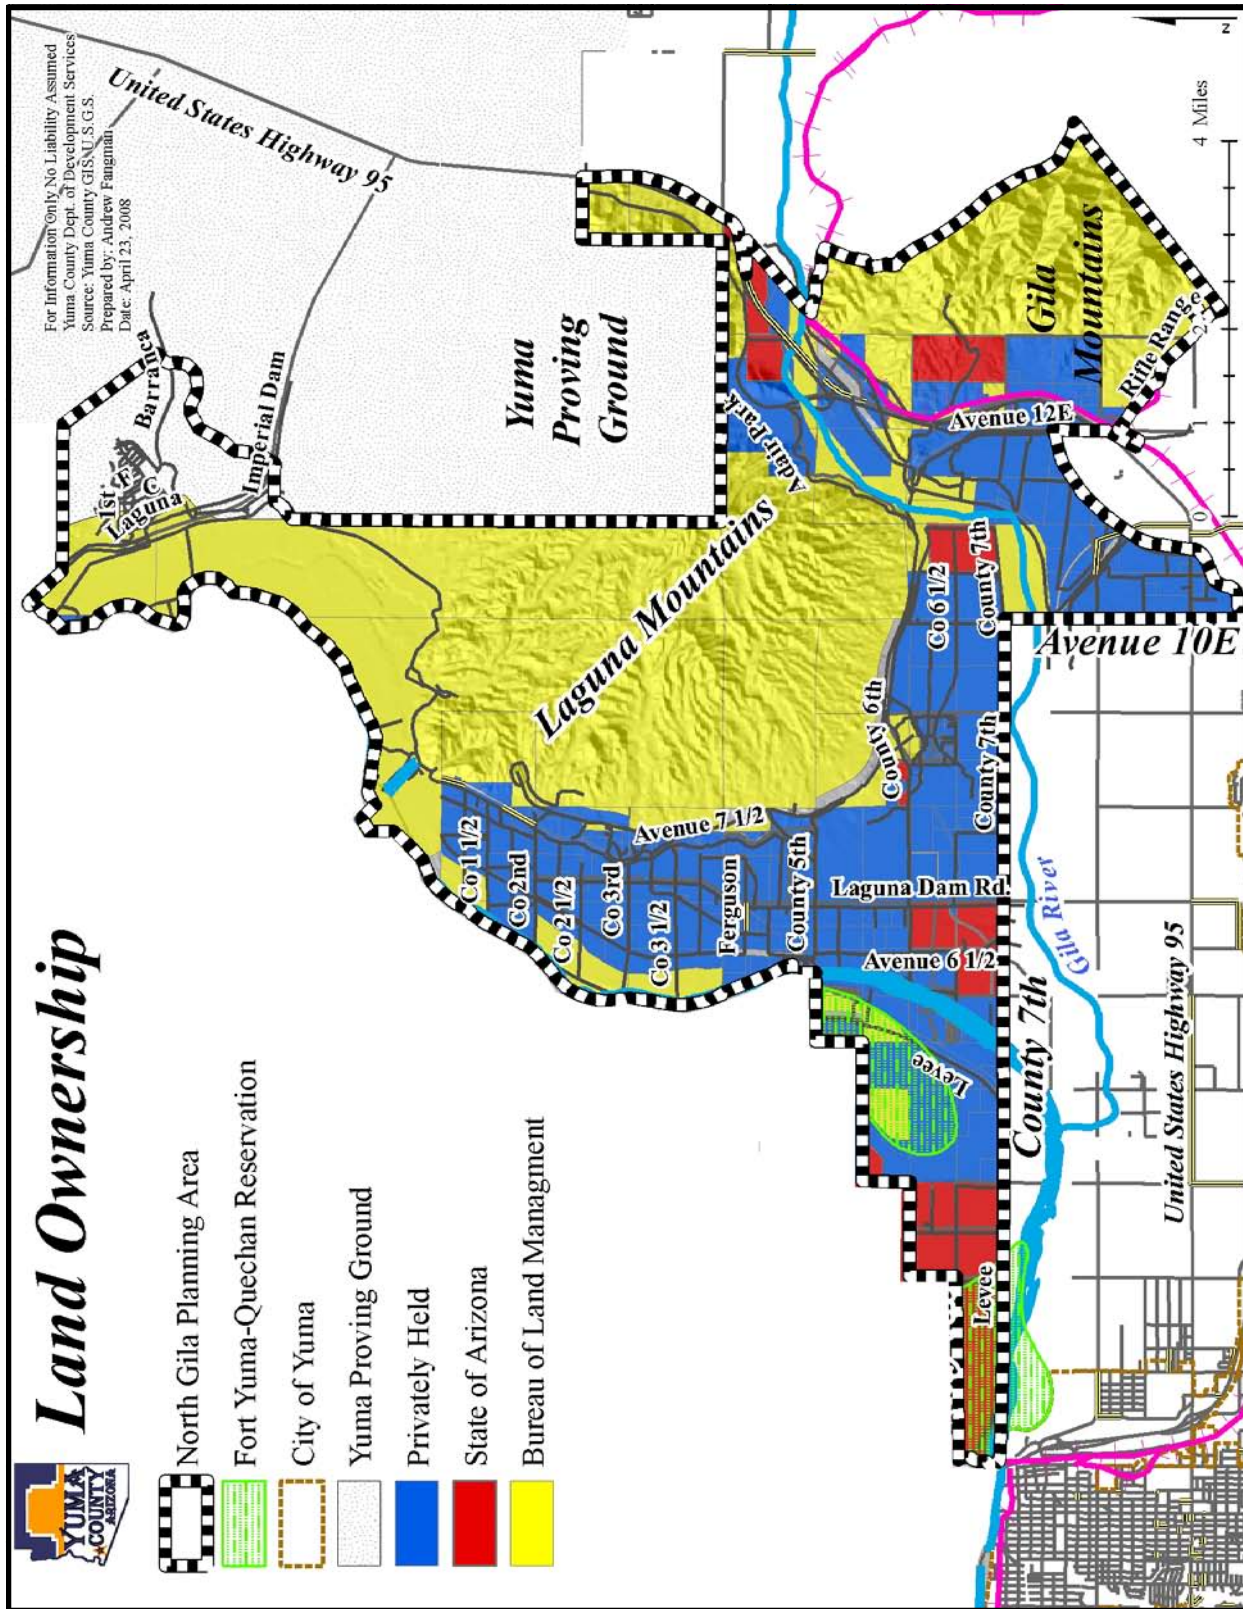 Land Ownership
YUMA
COUNTY
ARIZONA
North Gila Planning Area
Fort Yuma-Quechan Reservation
City of Yuma
Yuma Proving Ground
Privately Held
State of Arizona
Bureau of Land Managment
For Information Only No Liability Assumed
Yuma County Dept. of Development Services
Source: Yuma County GIS, U.S.G.S.
Prepared by: Andrew Fangman
Date: April 23, 2008
United States Highway 95
Barranca
1st
F
C
Laguna
Imperial Dam
Yuma
Proving
Ground
Laguna Mountains
Adair Park
Co 1 1/2
Co 2nd
Co 2 1/2
Co 3rd
Co 3 1/2
Ferguson
County 5th
Avenue 7 1/2
County 6th
Co 6 1/2
County 7th
County 7th
Laguna Dam Rd.
Avenue 6 1/2
Levee
Levee
County 7th
Gila River
Avenue 10E
Avenue 12E
Gila
Mountains
Rifle Range
United States Highway 95
0
1
2
4 Miles
N